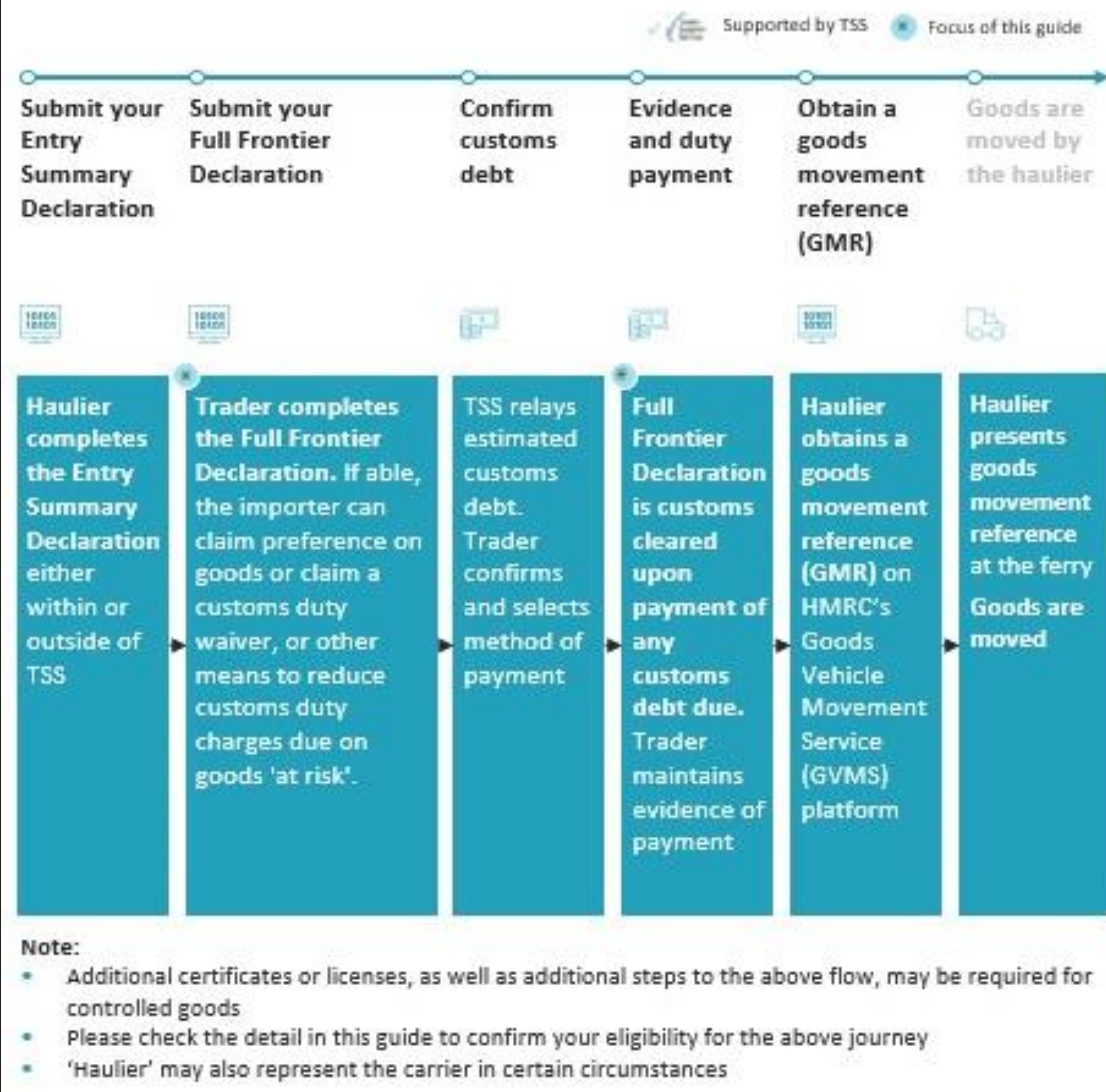 Supported by TSS
Focus of this guide
Submit your
Entry
Summary
Declaration
Submit your
Full Frontier
Declaration
Confirm
customs
debt
Evidence
and duty
payment
Obtain a
goods
movement
reference
(GMR)
Goods are
moved by
the haulier
10101
10101
10101
10101
10101
10101
Haulier
completes
the Entry
Summary
Declaration
either
within or
outside of
TSS
Trader completes
the Full Frontier
Declaration. If able,
the importer can
claim preference on
goods or claim a
customs duty
waiver, or other
means to reduce
customs duty
charges due on
goods 'at risk'.
TSS relays
estimated
customs
debt.
Trader
confirms
and selects
method of
payment
Full
Frontier
Declaration
is customs
cleared
upon
payment of
any
customs
debt due.
Trader
maintains
evidence of
payment
Haulier
obtains a
goods
movement
reference
(GMR) on
HMRC's
Goods
Vehicle
Movement
Service
(GVMS)
platform
Haulier
presents
goods
movement
reference
at the ferry
Goods are
moved
Note:
• Additional certificates or licenses, as well as additional steps to the above flow, may be required for
controlled goods
• Please check the detail in this guide to confirm your eligibility for the above journey
• 'Haulier' may also represent the carrier in certain circumstances